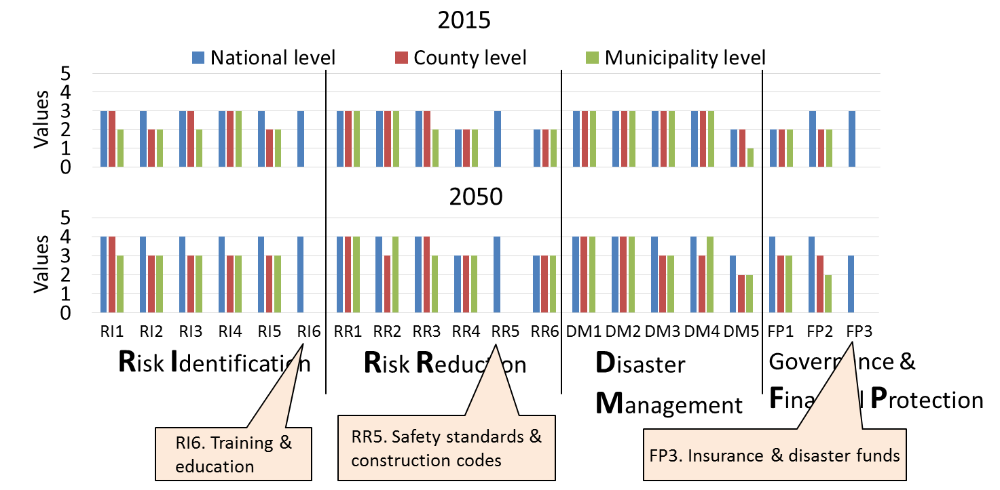 2015
National level County level Municipality level
5
4
3
2
1
0
Values
2050
5
4
3
2
1
0
Values
RI1 RI2 RI3 RI4 RI5 RI6 RR1 RR2 RR3 RR4 RR5 RR6 DM1 DM2 DM3 DM4 DM5 FP1 FP2 FP3
Risk Identification
Risk Reduction
Disaster
Management
Governance &
Financial Protection
RI6. Training &
education
RR5. Safety standards &
construction codes
FP3. Insurance & disaster funds